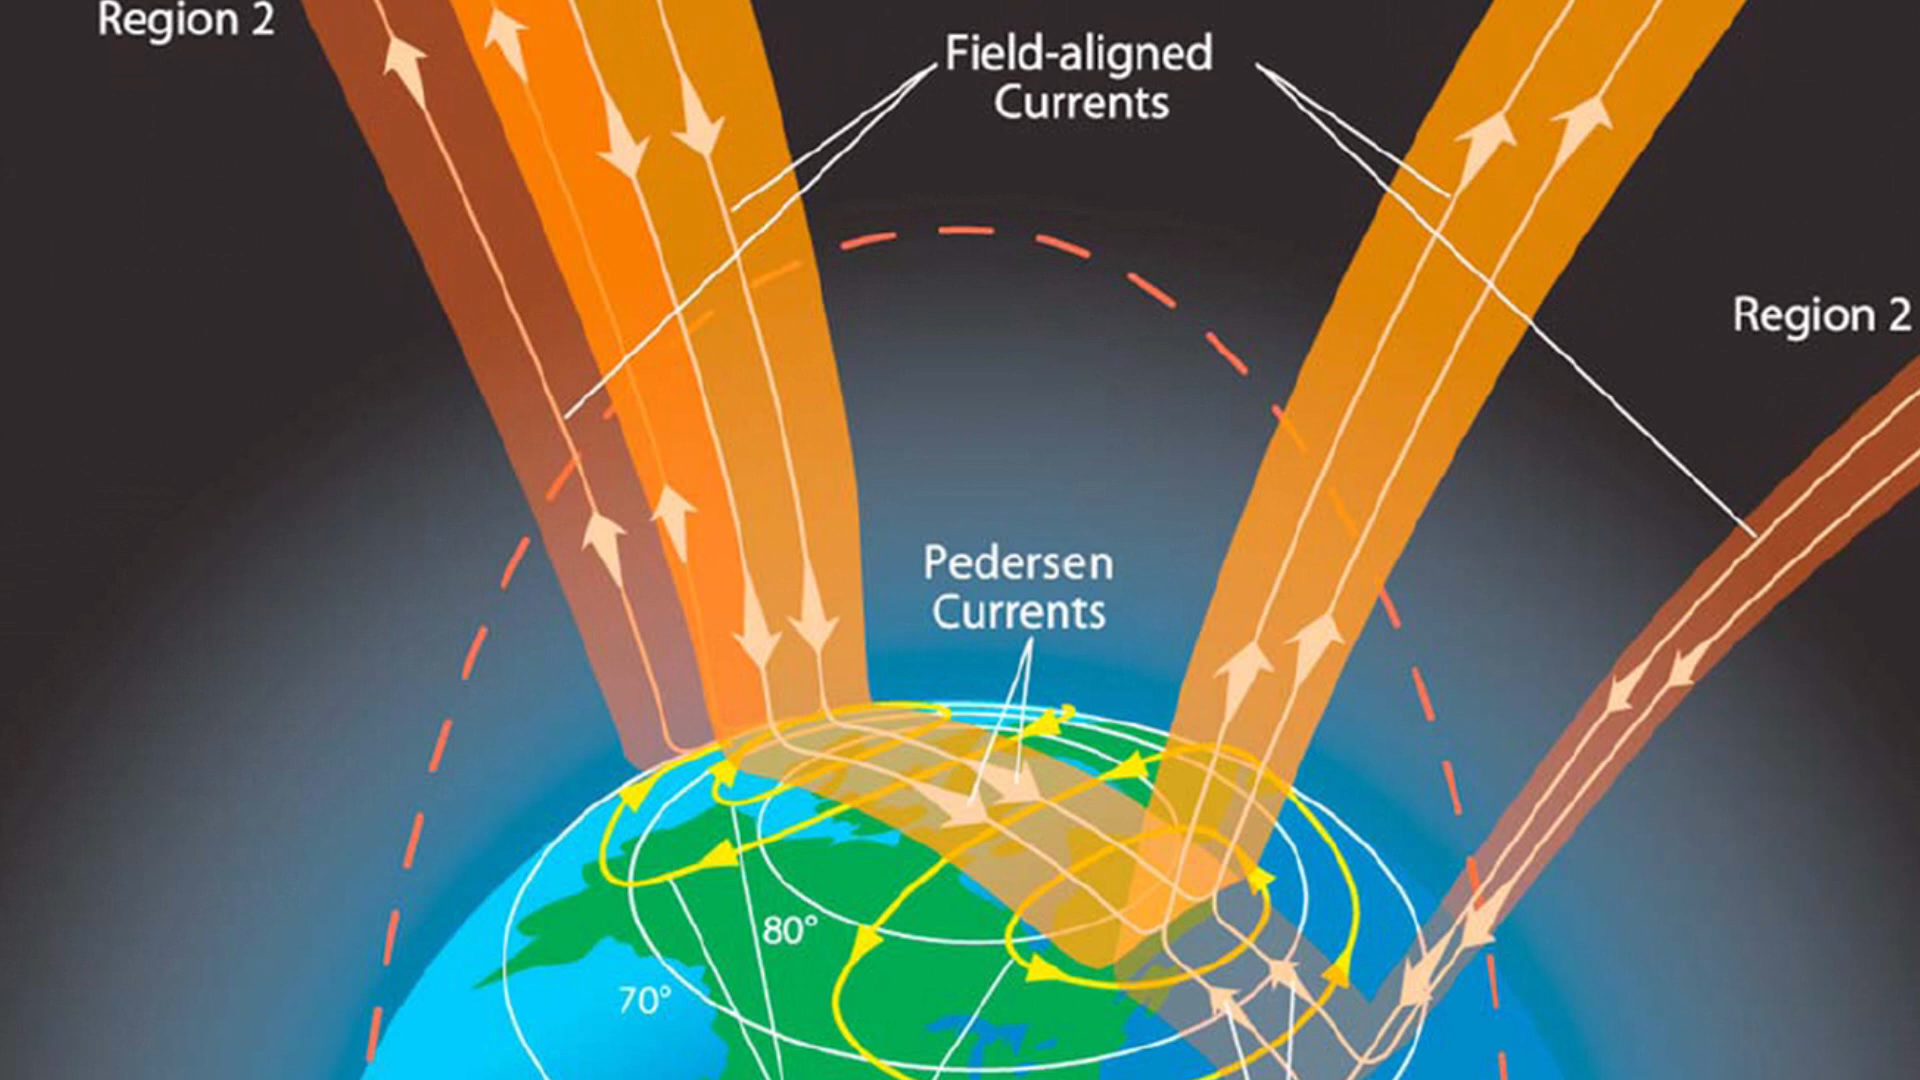 Region 2
Field-aligned
Currents
Region 2
Pedersen
Currents
80°
70°